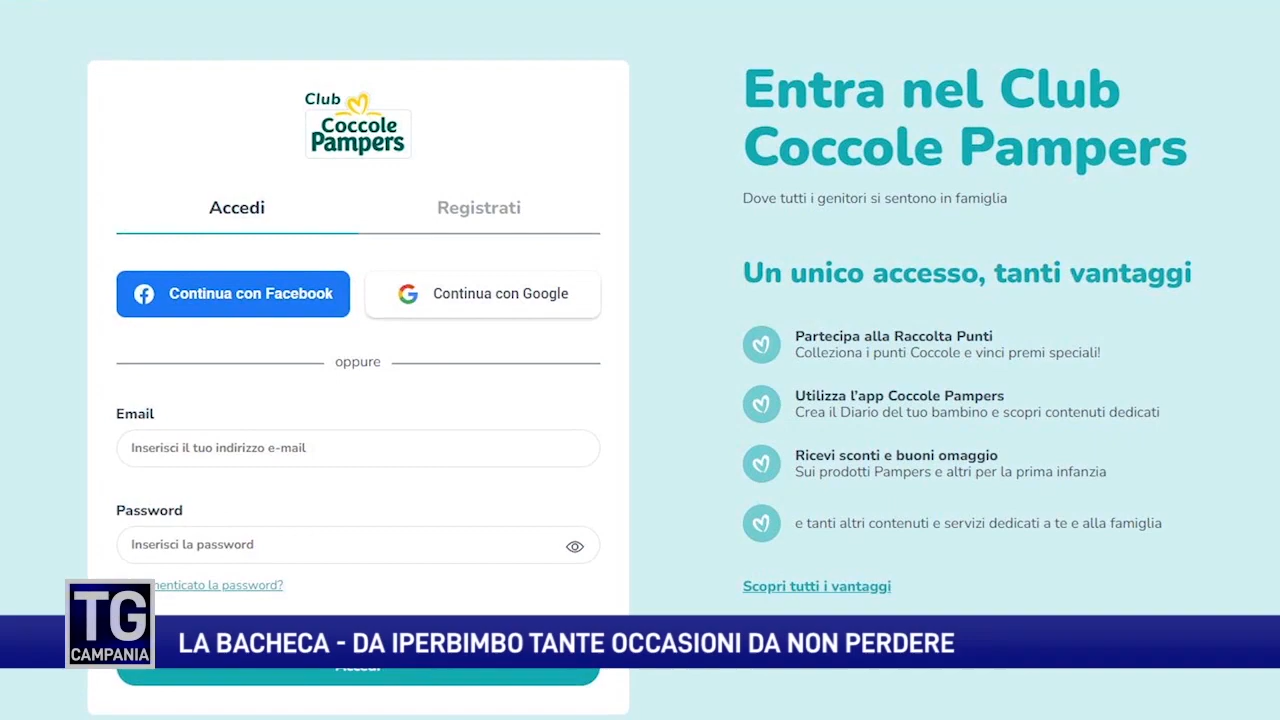 Club
Coccole
Pampers
Accedi
Registrati
Continua con Facebook
Continua con Google
oppure
Email
Inserisci il tuo indirizzo e-mail
Password
Inserisci la password
enticato la password?
Entra nel Club
Coccole Pampers
Dove tutti i genitori si sentono in famiglia
Un unico accesso, tanti vantaggi
Partecipa alla Raccolta Punti
Colleziona i punti Coccole e vinci premi speciali!
Utilizza l’app Coccole Pampers
Crea il Diario del tuo bambino e scopri contenuti dedicati
Ricevi sconti e buoni omaggio
Sui prodotti Pampers e altri per la prima infanzia
e tanti altri contenuti e servizi dedicati a te e alla famiglia
Scopri tutti i vantaggi
TG
CAMPANIA
LA BACHECA - DA IPERBIMBO TANTE OCCASIONI DA NON PERDERE